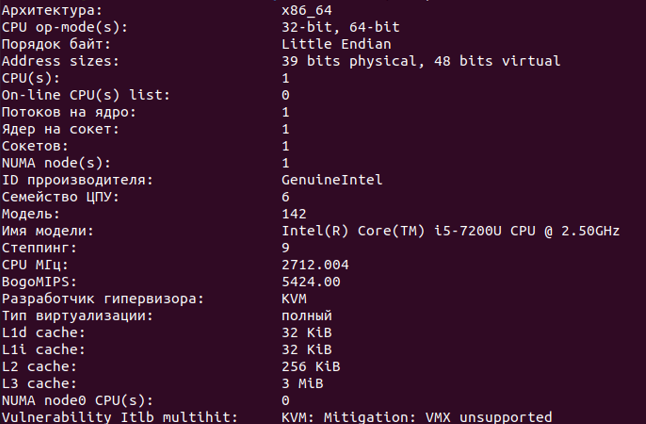 Архитектура: x86_64
CPU op-mode(s): 32-bit, 64-bit
Порядок байт: Little Endian
Address sizes: 39 bits physical, 48 bits virtual
CPU(s): 1
On-line CPU(s) list: 0
Потоков на ядро: 1
Ядер на сокет: 1
Сокетов: 1
NUMA node(s): 1
ID прроизводителя: GenuineIntel
Семейство ЦПУ: 6
Модель: 142
Имя модели: Intel(R) Core(TM) i5-7200U CPU @ 2.50GHz
Степпинг: 9
CPU МГц: 2712.004
BogoMIPS: 5424.00
Разработчик гипервизора: KVM
Тип виртуализации: полный
L1d cache: 32 KiB
L1i cache: 32 KiB
L2 cache: 256 KiB
L3 cache: 3 MiB
NUMA node0 CPU(s): 0
Vulnerability Itlb multihit: KVM: Mitigation: VMX unsupported